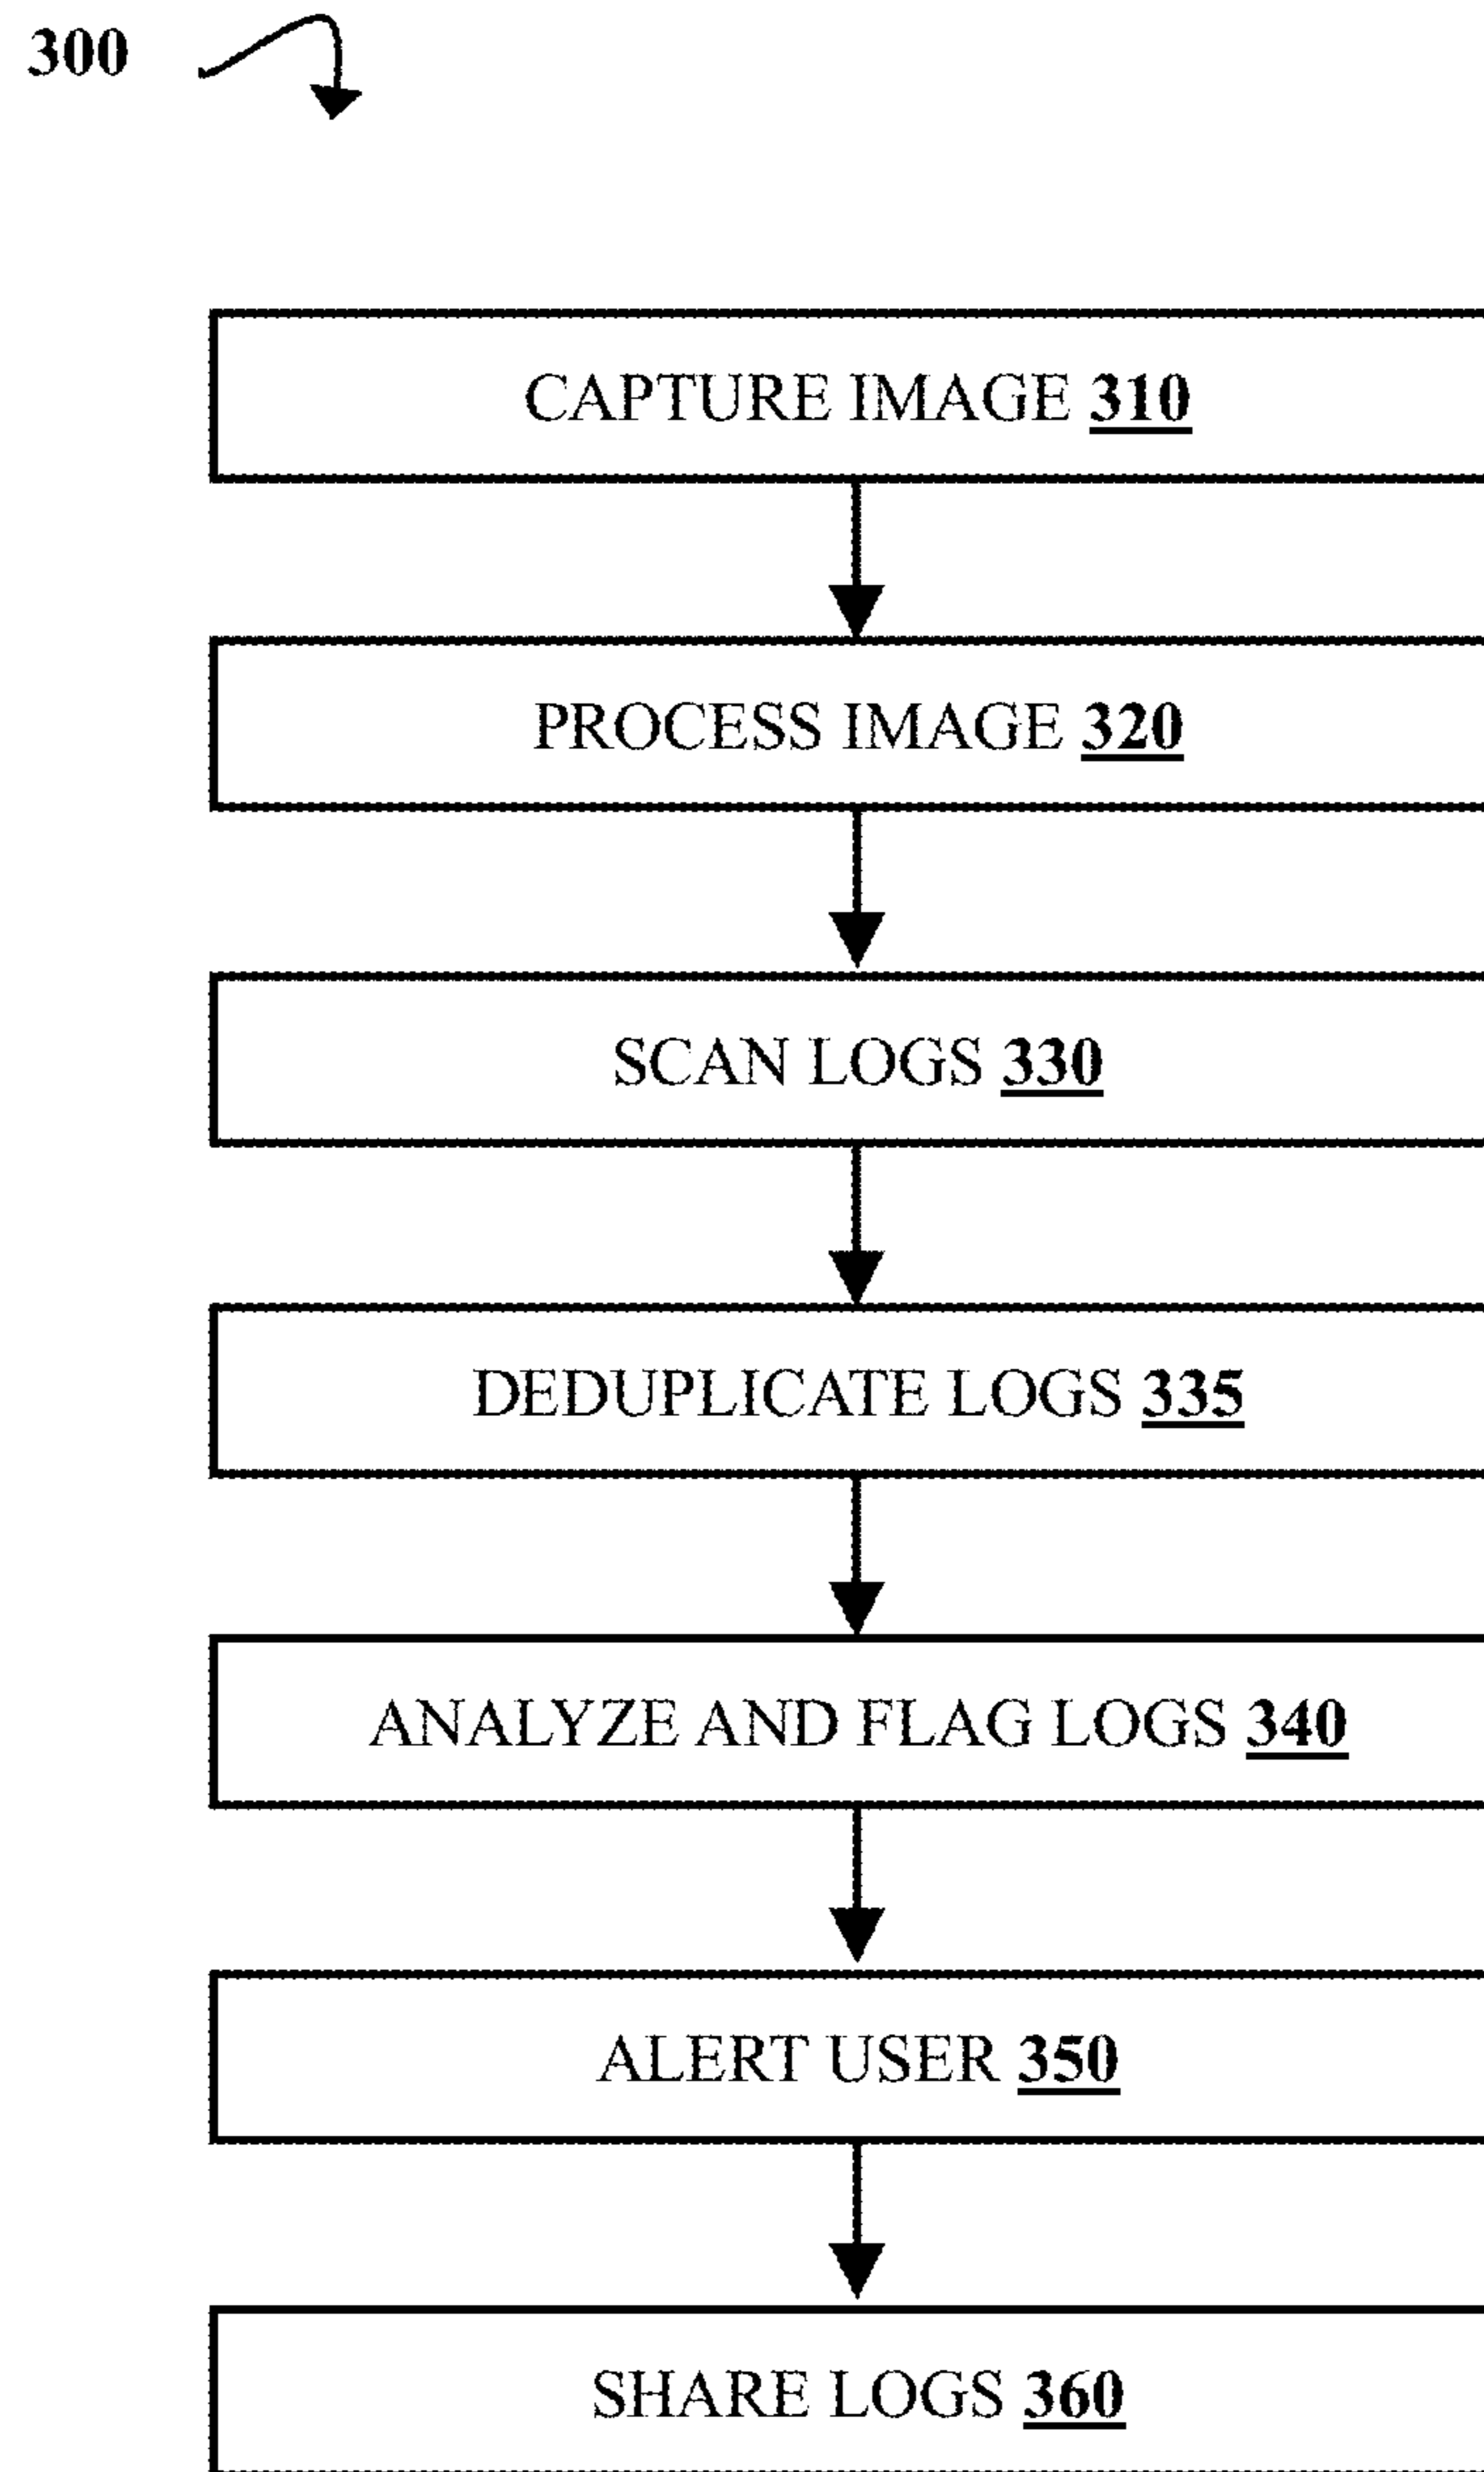 300
CAPTURE IMAGE 310
PROCESS IMAGE 320
SCAN LOGS 330
DEDUPLICATE LOGS 335
ANALYZE AND FLAG LOGS 340
ALERT USER 350
SHARE LOGS 360